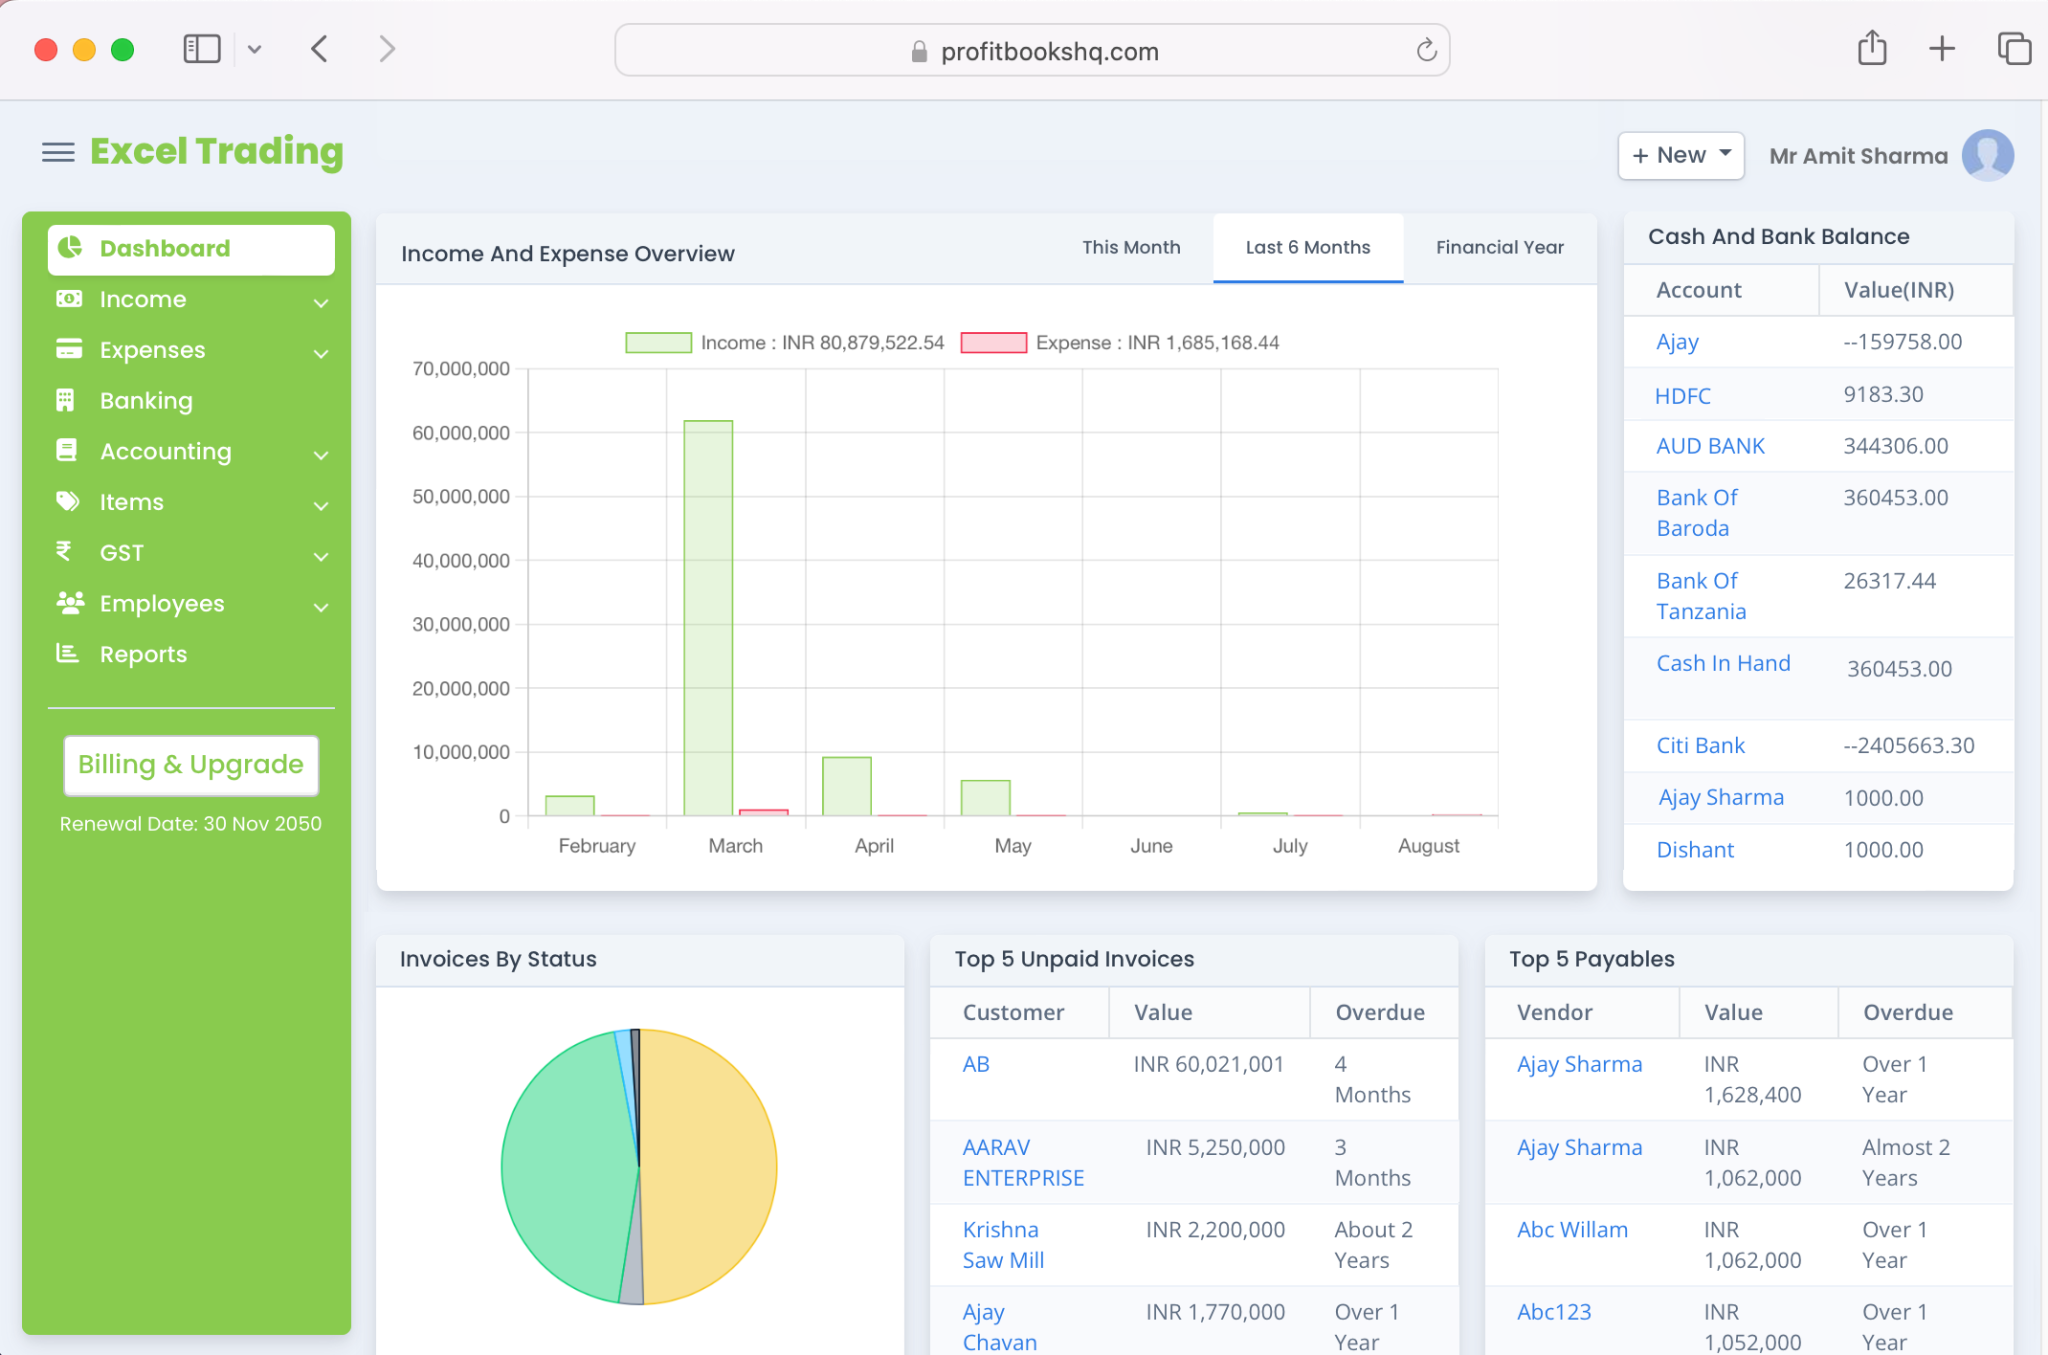 profitbookshq.com
Excel Trading
+ New
Mr Amit Sharma
Dashboard
Income
Expenses
Banking
Accounting
Items
GST
Employees
Reports
Billing & Upgrade
Renewal Date: 30 Nov 2050
Income And Expense Overview
This Month
Last 6 Months
Financial Year
Income : INR 80,879,522.54
Expense : INR 1,685,168.44
70,000,000
60,000,000
50,000,000
40,000,000
30,000,000
20,000,000
10,000,000
0
February March April May June July August
Cash And Bank Balance
Account Value(INR)
Ajay --159758.00
HDFC 9183.30
AUD BANK 344306.00
Bank Of 360453.00
Baroda
Bank Of 26317.44
Tanzania
Cash In Hand 360453.00
Citi Bank --2405663.30
Ajay Sharma 1000.00
Dishant 1000.00
Invoices By Status
Top 5 Unpaid Invoices
Customer Value Overdue
AB INR 60,021,001 4
Months
AARAV INR 5,250,000 3
ENTERPRISE Months
Krishna INR 2,200,000 About 2
Saw Mill Years
Ajay INR 1,770,000 Over 1
Chavan Year
Top 5 Payables
Vendor Value Overdue
Ajay Sharma INR Over 1
1,628,400 Year
Ajay Sharma INR Almost 2
1,062,000 Years
Abc Willam INR Over 1
1,062,000 Year
Abc123 INR Over 1
1,052,000 Year